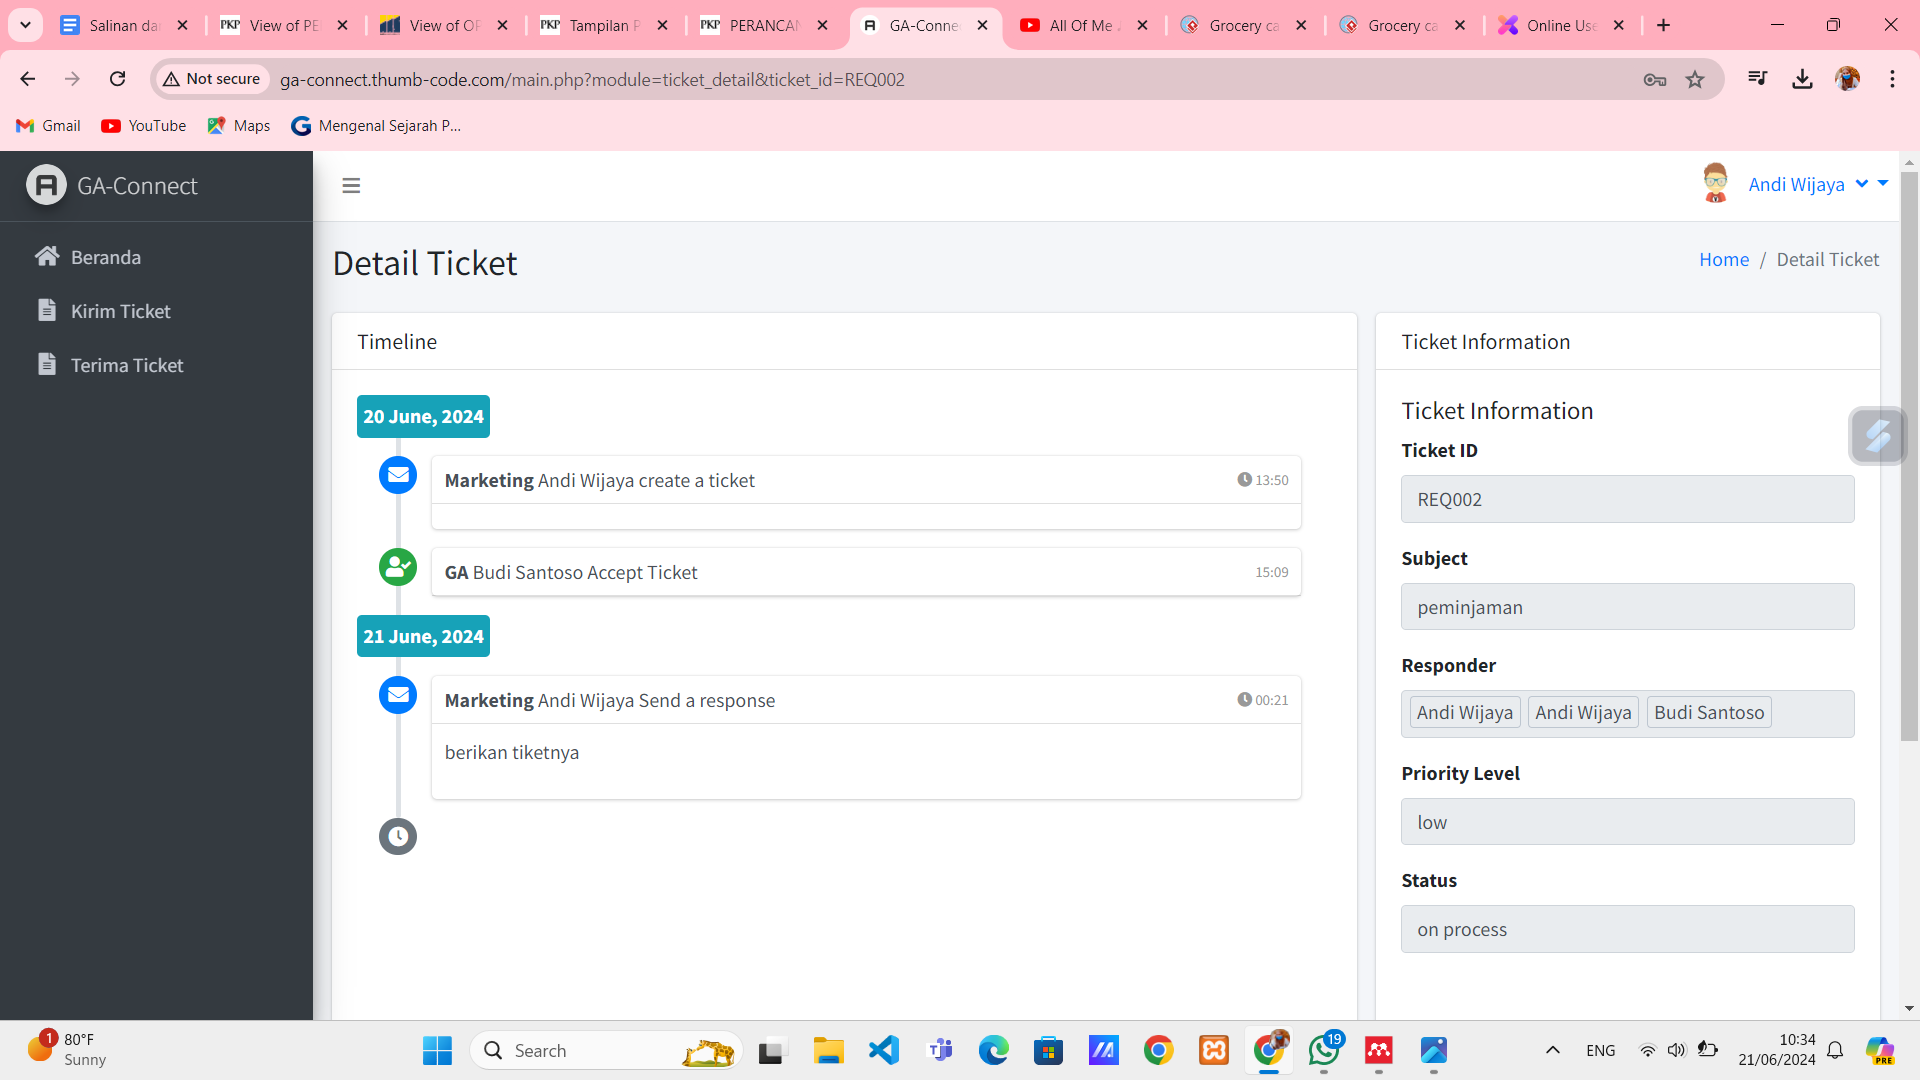 Salinan da
View of PE
View of OP
Tampilan P
PERANCAN
GA-Conne
All Of Me
Grocery ca
Grocery ca
Online Use
Not secure
ga-connect.thumb-code.com/main.php?module=ticket_detail&ticket_id=REQ002
Gmail
YouTube
Maps
Mengenal Sejarah P...
GA-Connect
Andi Wijaya
Beranda
Kirim Ticket
Terima Ticket
Detail Ticket
Home / Detail Ticket
Timeline
20 June, 2024
Marketing Andi Wijaya create a ticket
13:50
GA Budi Santoso Accept Ticket
15:09
21 June, 2024
Marketing Andi Wijaya Send a response
00:21
berikan tiketnya
Ticket Information
Ticket Information
Ticket ID
REQ002
Subject
peminjaman
Responder
Andi Wijaya
Andi Wijaya
Budi Santoso
Priority Level
low
Status
on process
1
80°F
Sunny
Search
19
ENG
10:34
21/06/2024
PRE